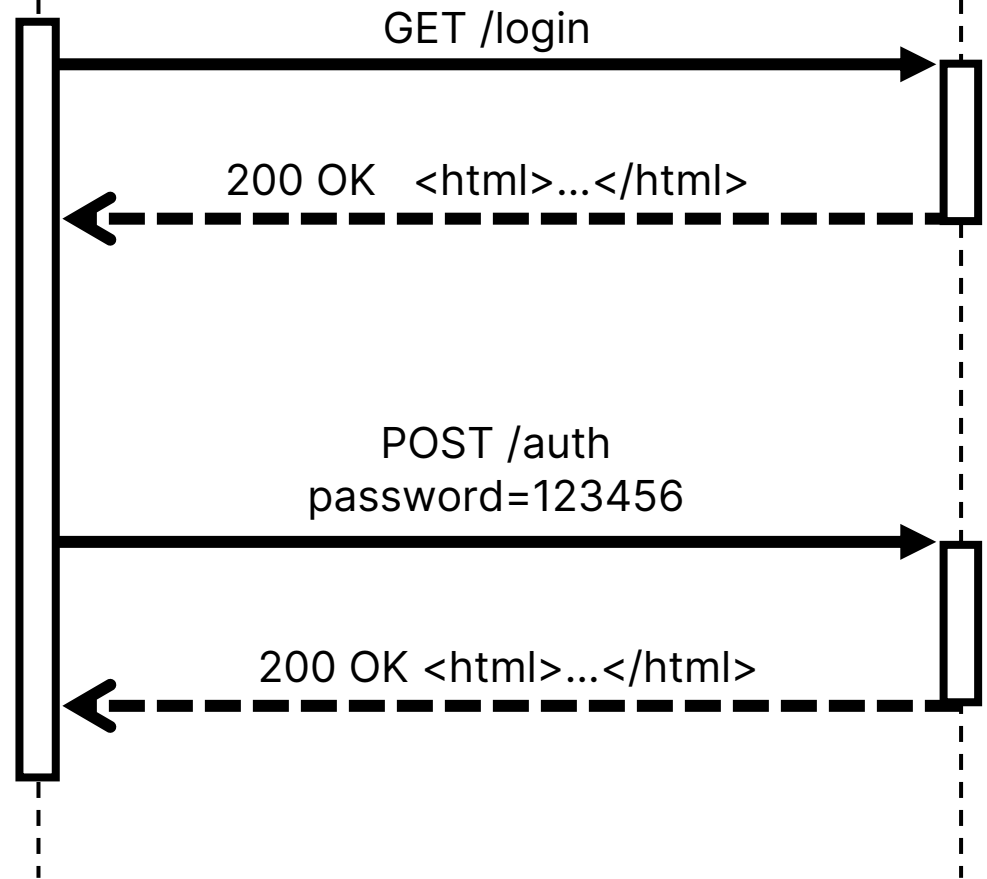 GET /login
200 OK   <html>...</html>
POST /auth
password=123456
200 OK <html>...</html>